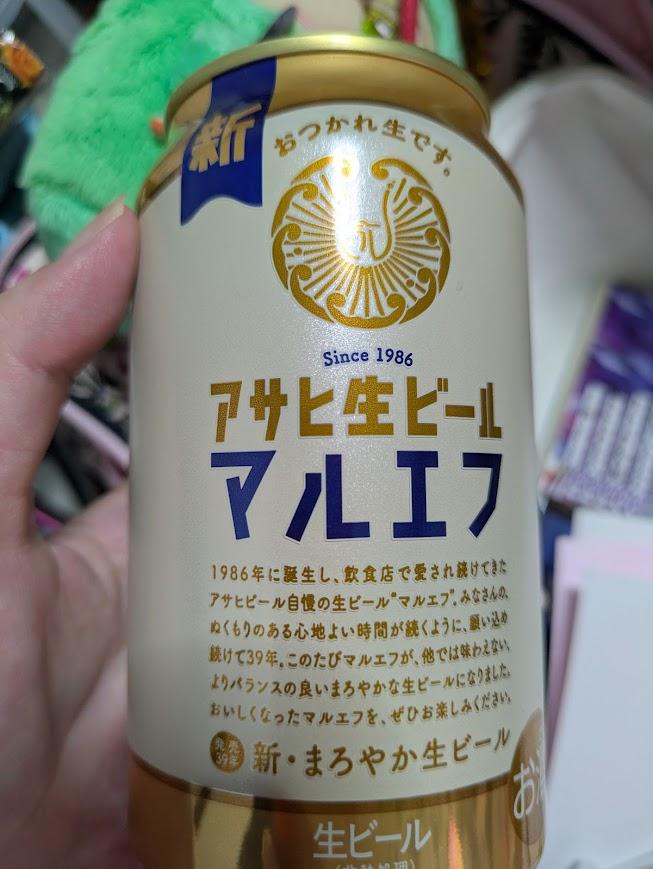 新
おつかれ生です。
Since 1986
アサヒ生ビール
マルエフ
1986年に誕生し、飲食店で愛され続けてきた
アサヒビール自慢の生ビール"マルエフ"。みなさんの、
ぬくもりのある心地よい時間が続くように、願い込め
続けて39年。このたびマルエフが、他では味わえない、
よりバランスの良いまろやかな生ビールになりました。
おいしくなったマルエフを、ぜひお楽しみください。
発売
39年
新・まろやか生ビール
お酒
生ビール
(非熱処理)